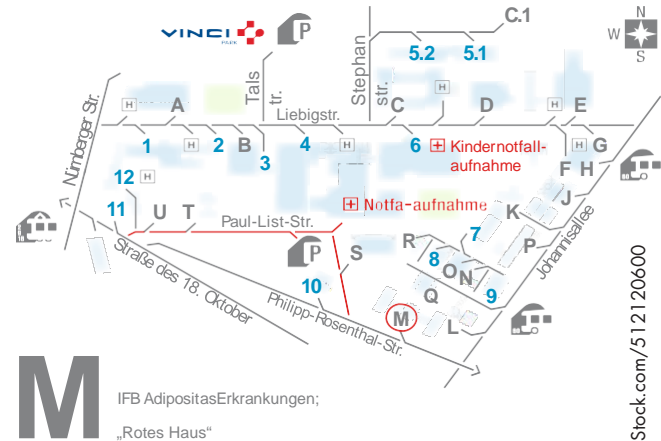 VINCI
PARK
P
C.1
5.2
5.1
N
W
S
Tals
tr.
Stephan
str.
Nürnberger Str.
H
A
Liebigstr.
C
H
D
H
E
1
H
2
B
3
4
H
6
Kindernotfall-
aufnahme
H
G
F
H
12
H
11
U
T
Notfa-aufnahme
Paul-List-Str.
K
J
Johannisallee
P
S
R
7
P
8
O
N
9
10
Q
M
L
Straße des 18. Oktober
Philipp-Rosenthal-Str.
M
IFB AdipositasErkrankungen;
„Rotes Haus“
Stock.com/512120600